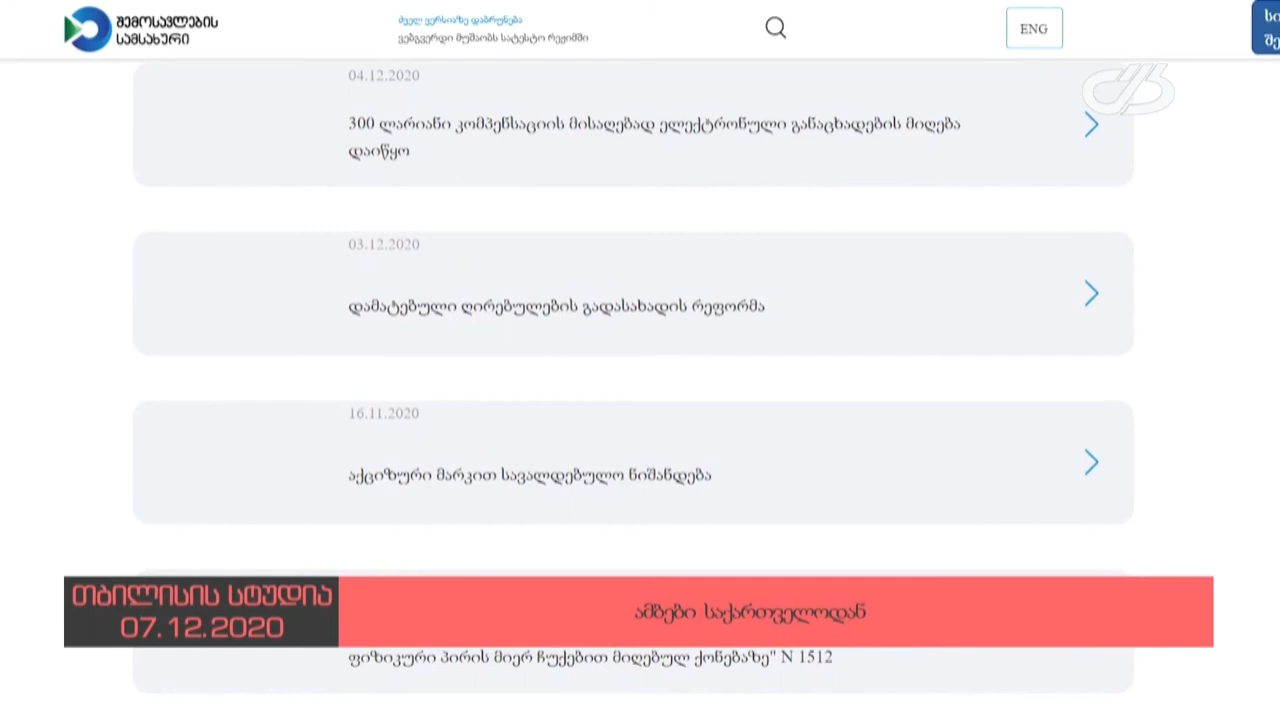 შემოსავლების
სამსახური
ძველ ვერსიაზე დაბრუნება
ვებგვერდი მუშაობს სატესტო რეჟიმში
ENG
04.12.2020
300 ლარიანი კომპენსაციის მისაღებად ელექტრონული განაცხადების მიღება
დაიწყო
03.12.2020
დამატებული ღირებულების გადასახადის რეფორმა
16.11.2020
აქციზური მარკით სავალდებულო ნიშანდება
თბილისის სტუდია
07.12.2020
ამბები საქართველოდან
ფიზიკური პირის მიერ ჩუქებით მიღებულ ქონებაზე" N 1512